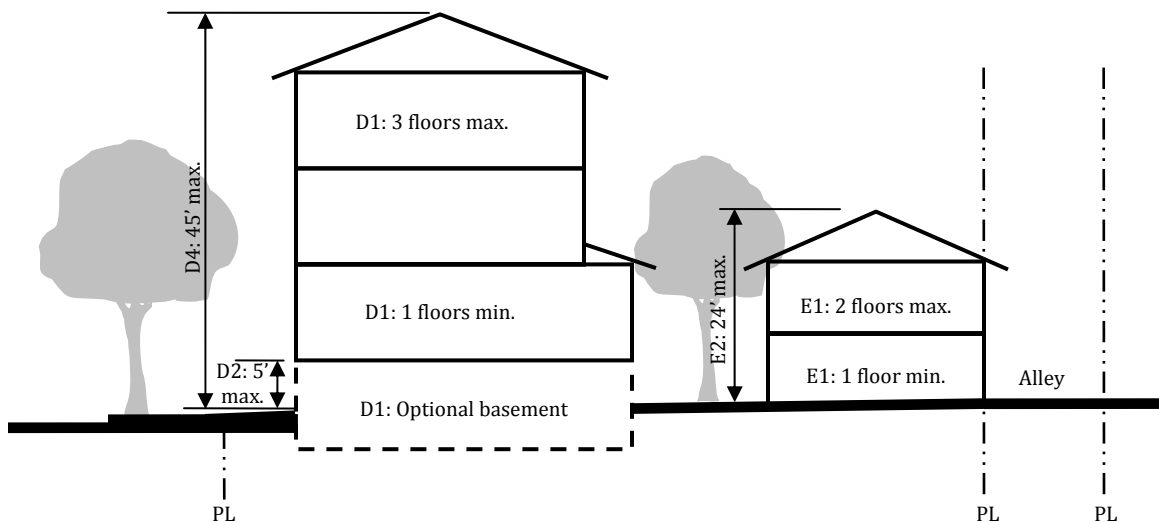 D4: 45’ max.
D1: 3 floors max.
D1: 1 floors min.
D2: 5’
max.
D1: Optional basement
E2: 24’ max.
E1: 2 floors max.
E1: 1 floor min.
Alley
PL
PL
PL